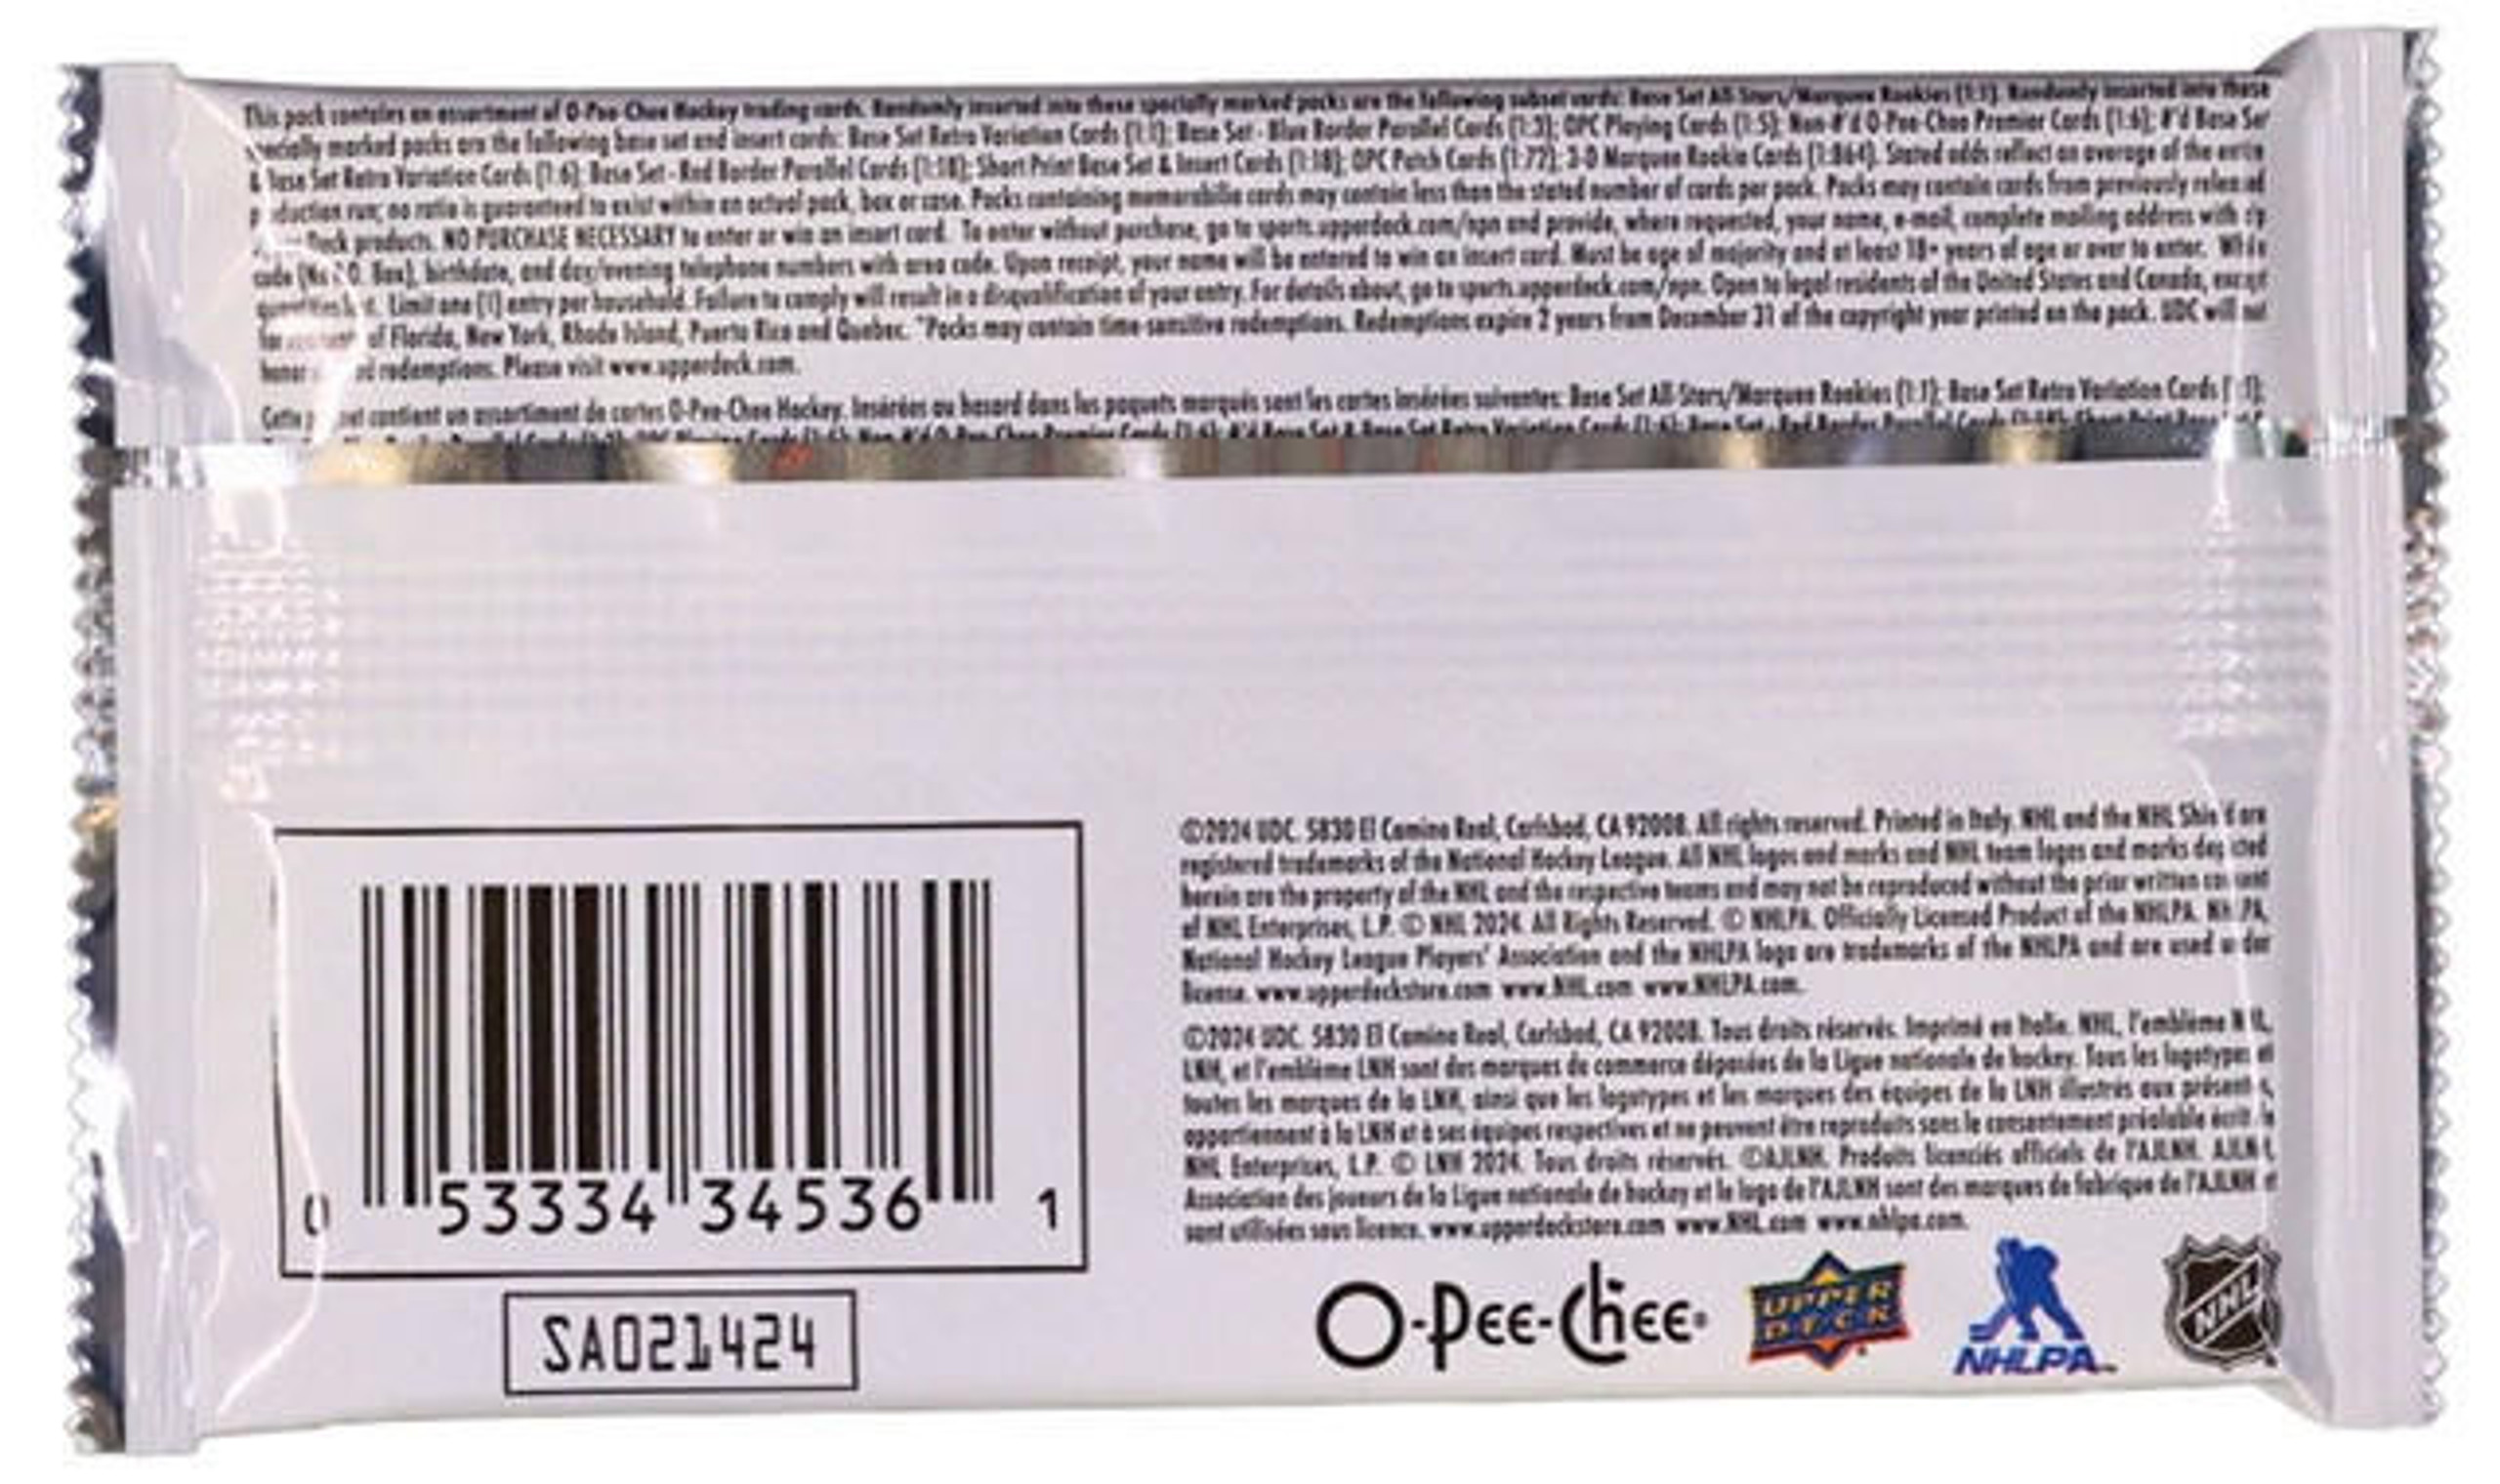 This pack contains an assortment of O-Pee-Chee Hockey trading cards. Randomly inserted into these specially marked packs are the following subset cards: Base Set All-Stars/Marquee Rookies (1:1). Randomly inserted into these
marked packs are the following base set and insert cards: Base Set Retro Variation Cards (1:1); Base Set - Blue Border Parallel Cards (1:3); OPC Playing Cards (1:5); Non-#'d O-Pee-Chee Premier Cards (1:6); #'d Base Set
& Base Set Retro Variation Cards (1:6); Base Set - Red Border Parallel Cards (1:18); Short Print Base Set & Insert Cards (1:18); OPC Patch Cards (1:72); 3-D Marquee Rookie Cards (1:864). Stated odds reflect an average of the entire
run; no ratio is guaranteed to exist within an actual pack, box or case. Packs containing memorabilia cards may contain less than the stated number of cards per pack. Packs may contain cards from previously
products. NO PURCHASE NECESSARY to enter or win an insert card. To enter without purchase, go to sports.upperdeck.com/npn and provide, where requested, your name, e-mail, complete mailing address with
code Box), birthdate, and day/evening telephone numbers with area code. Upon receipt, your name will be entered to win an insert card. Must be age of majority and at least 18+ years of age or over to enter.
Limit one (1) entry per household. Failure to comply will result in a disqualification of your entry. For details about, go to sports.upperdeck.com/npn. Open to legal residents of the United States and Canada,
of Florida, New York, Rhode Island, Puerto Rico and Quebec. *Packs may contain time-sensitive redemptions. Redemptions expire 2 years from December 31 of the copyright year printed on the pack. UDC will not
redemptions. Please visit www.upperdeck.com.
Cette contient un assortiment de cartes O-Pee-Chee Hockey. Insérées au hasard dans les paquets marqués sont les cartes insérées suivantes: Base Set All-Stars/Marquee Rookies (1:1); Base Set Retro Variation Cards
0 53334 34536 1
SA021424
©2024 UDC. 5830 El Camino Real, Carlsbad, CA 92008. All rights reserved. Printed in Italy. NHL and the NHL Shield are
registered trademarks of the National Hockey League. All NHL logos and marks and NHL team logos and marks depicted
herein are the property of the NHL and the respective teams and may not be reproduced without the prior written consent
of NHL Enterprises, L.P. © NHL 2024. All Rights Reserved. © NHLPA. Officially Licensed Product of the NHLPA. NHLPA,
National Hockey League Players' Association and the NHLPA logo are trademarks of the NHLPA and are used under
license. www.upperdeckstore.com www.NHL.com www.NHLPA.com.
©2024 UDC. 5830 El Camino Real, Carlsbad, CA 92008. Tous droits réservés. Imprimé en Italie. NHL, l'emblème NHL,
LNH, et l'emblème LNH sont des marques de commerce déposées de la Ligue nationale de hockey. Tous les logotypes et
toutes les marques de la LNH, ainsi que les logotypes et les marques des équipes de la LNH illustrés aux présentes,
appartiennent à la LNH et à ses équipes respectives et ne peuvent être reproduits sans le consentement préalable écrit de
NHL Enterprises, L.P. © LNH 2024. Tous droits réservés. ©AJLNH. Produits licenciés officiels de l'AJLNH. AJLNH,
Association des joueurs de la Ligue nationale de hockey et le logo de l'AJLNH sont des marques de fabrique de l'AJLNH et
sont utilisées sous licence. www.upperdeckstore.com www.NHL.com www.nhlpa.com.
O-Pee-Chee®
UPPER DECK
NHLPA™
NHL